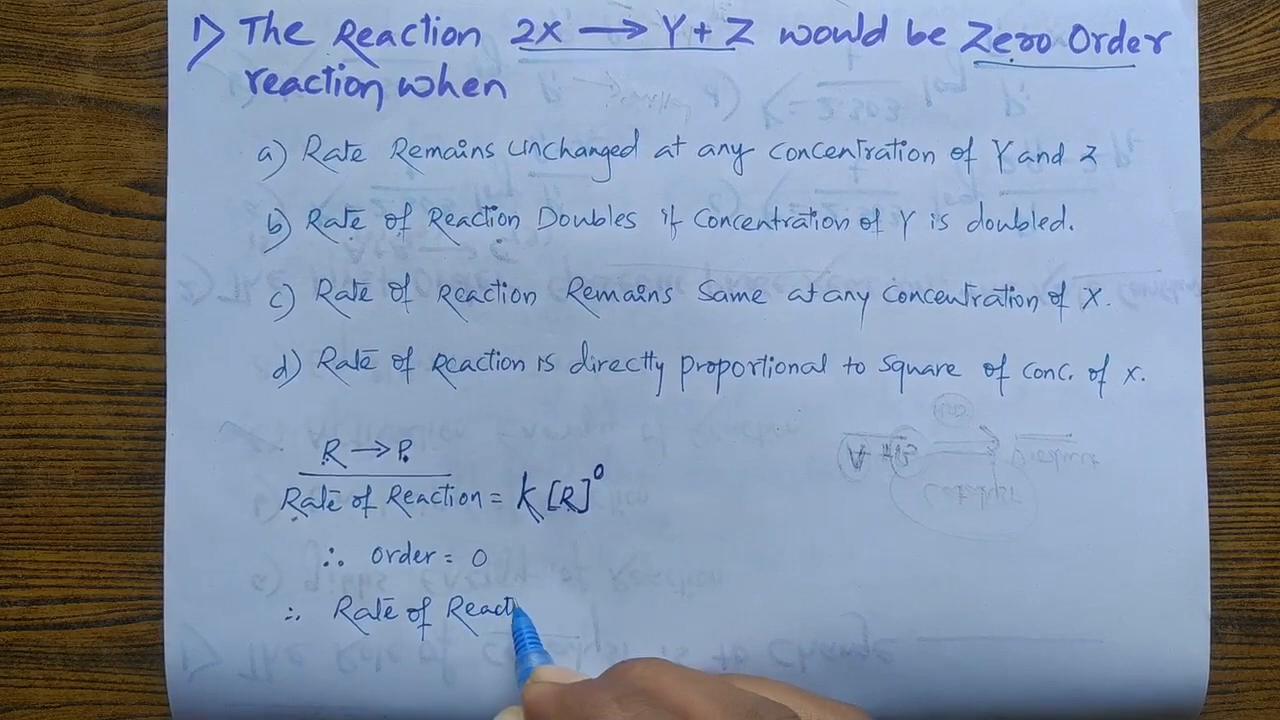 1) The Reaction 2X → Y + Z would be Zero Order
reaction when
a) Rate Remains Unchanged at any concentration of Y and Z
b) Rate of Reaction Doubles if Concentration of Y is doubled.
c) Rate of Reaction Remains Same at any Concentration of X.
d) Rate of Reaction is directly proportional to square of conc. of x.
R → P
Rate of Reaction = K [R]⁰
∴ order = 0
∴ Rate of React